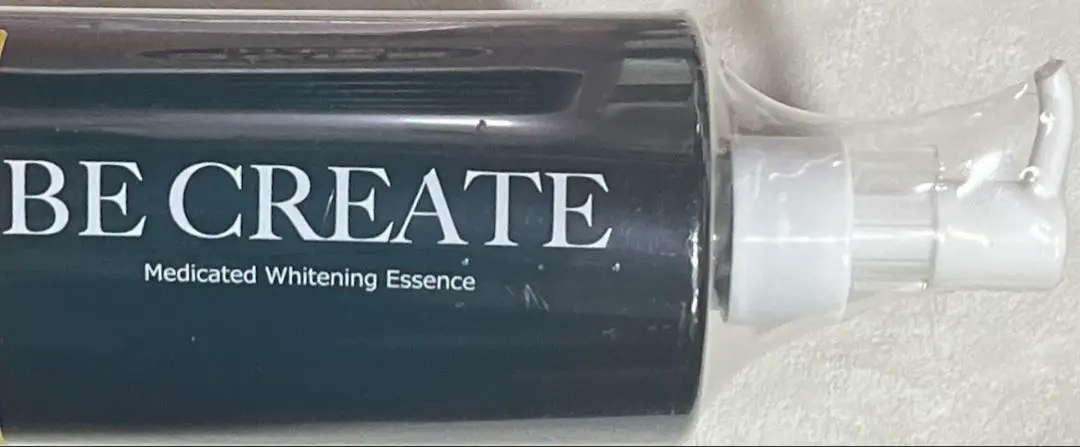 BE CREATE
Medicated Whitening Essence